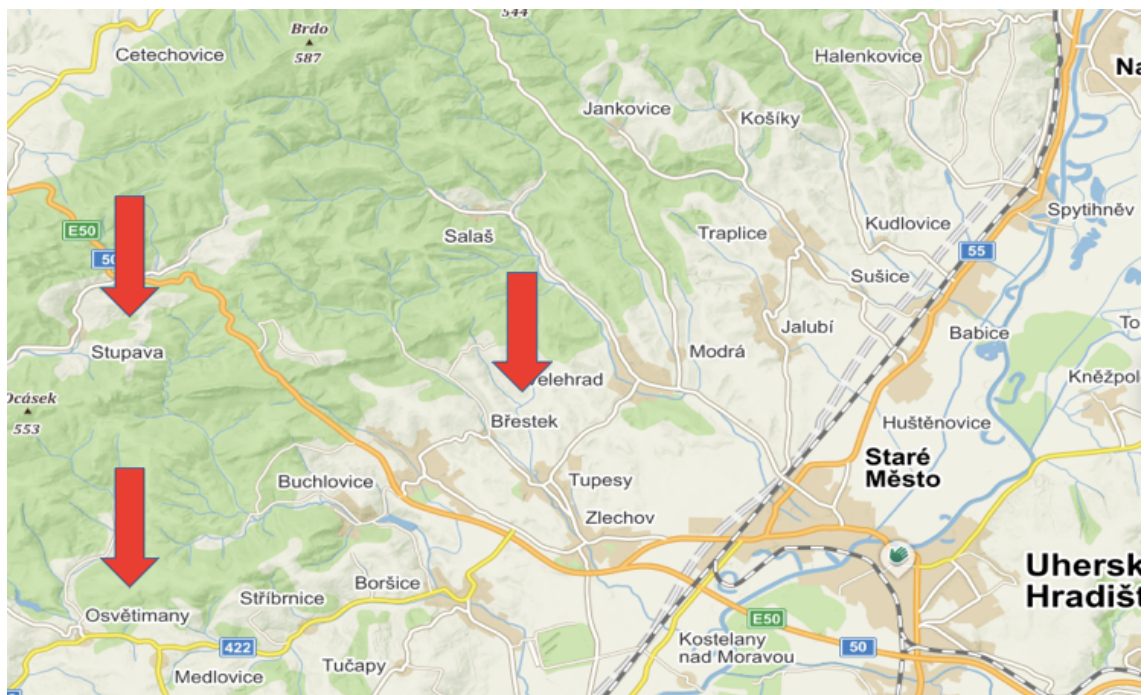 544
Brdo
587
Cetechovice
Halenkovice
Na
Jankovice
Košíky
E50
50
Salaš
Traplice
Kudlovice
Spytihněv
55
Sušice
Stupava
Jalubí
Babice
To
Modrá
Velehrad
Kněžpol
Ocásek
553
Břestek
Huštěnovice
Staré
Město
Buchlovice
Tupesy
Zlechov
Uhersk
Hradišt
Boršice
Stříbrnice
Osvětimany
E50
422
50
Kostelany
nad Moravou
Tučapy
Medlovice